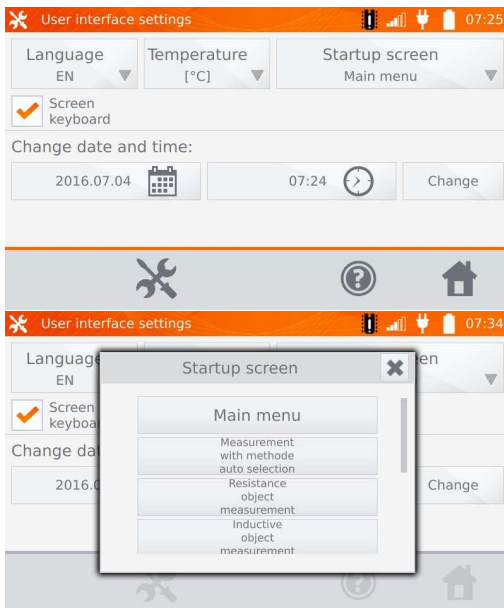 User interface settings 07:25
Language Temperature Startup screen
EN [°C] Main menu
Screen
keyboard
Change date and time:
2016.07.04 07:24 Change
User interface settings 07:34
Language en
EN
Startup screen
Screen
keyboa
Main menu
Measurement
with methode
auto selection
Change da
Resistance
object
measurement
2016.0 Change
Inductive
object
measurement